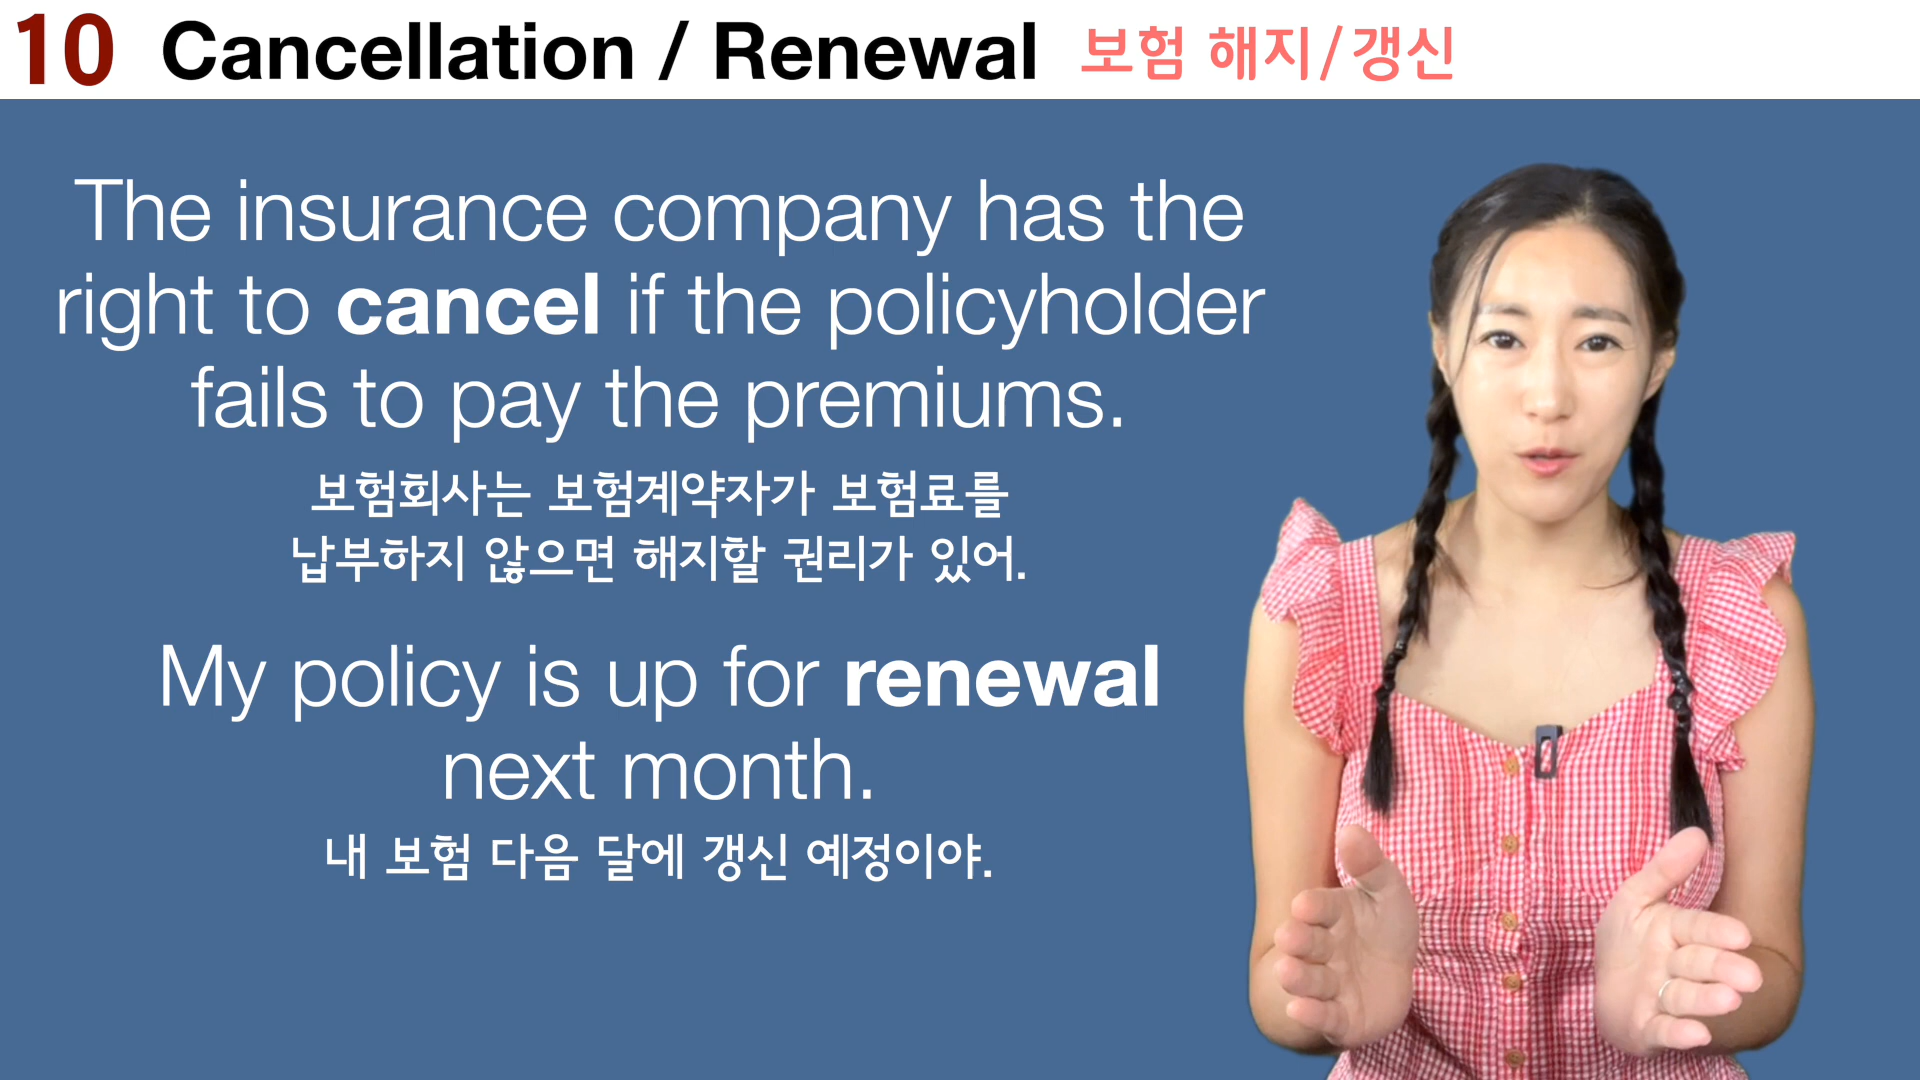 10 Cancellation / Renewal 보험 해지/갱신
The insurance company has the
right to cancel if the policyholder
fails to pay the premiums.
보험회사는 보험계약자가 보험료를
납부하지 않으면 해지할 권리가 있어.
My policy is up for renewal
next month.
내 보험 다음 달에 갱신 예정이야.